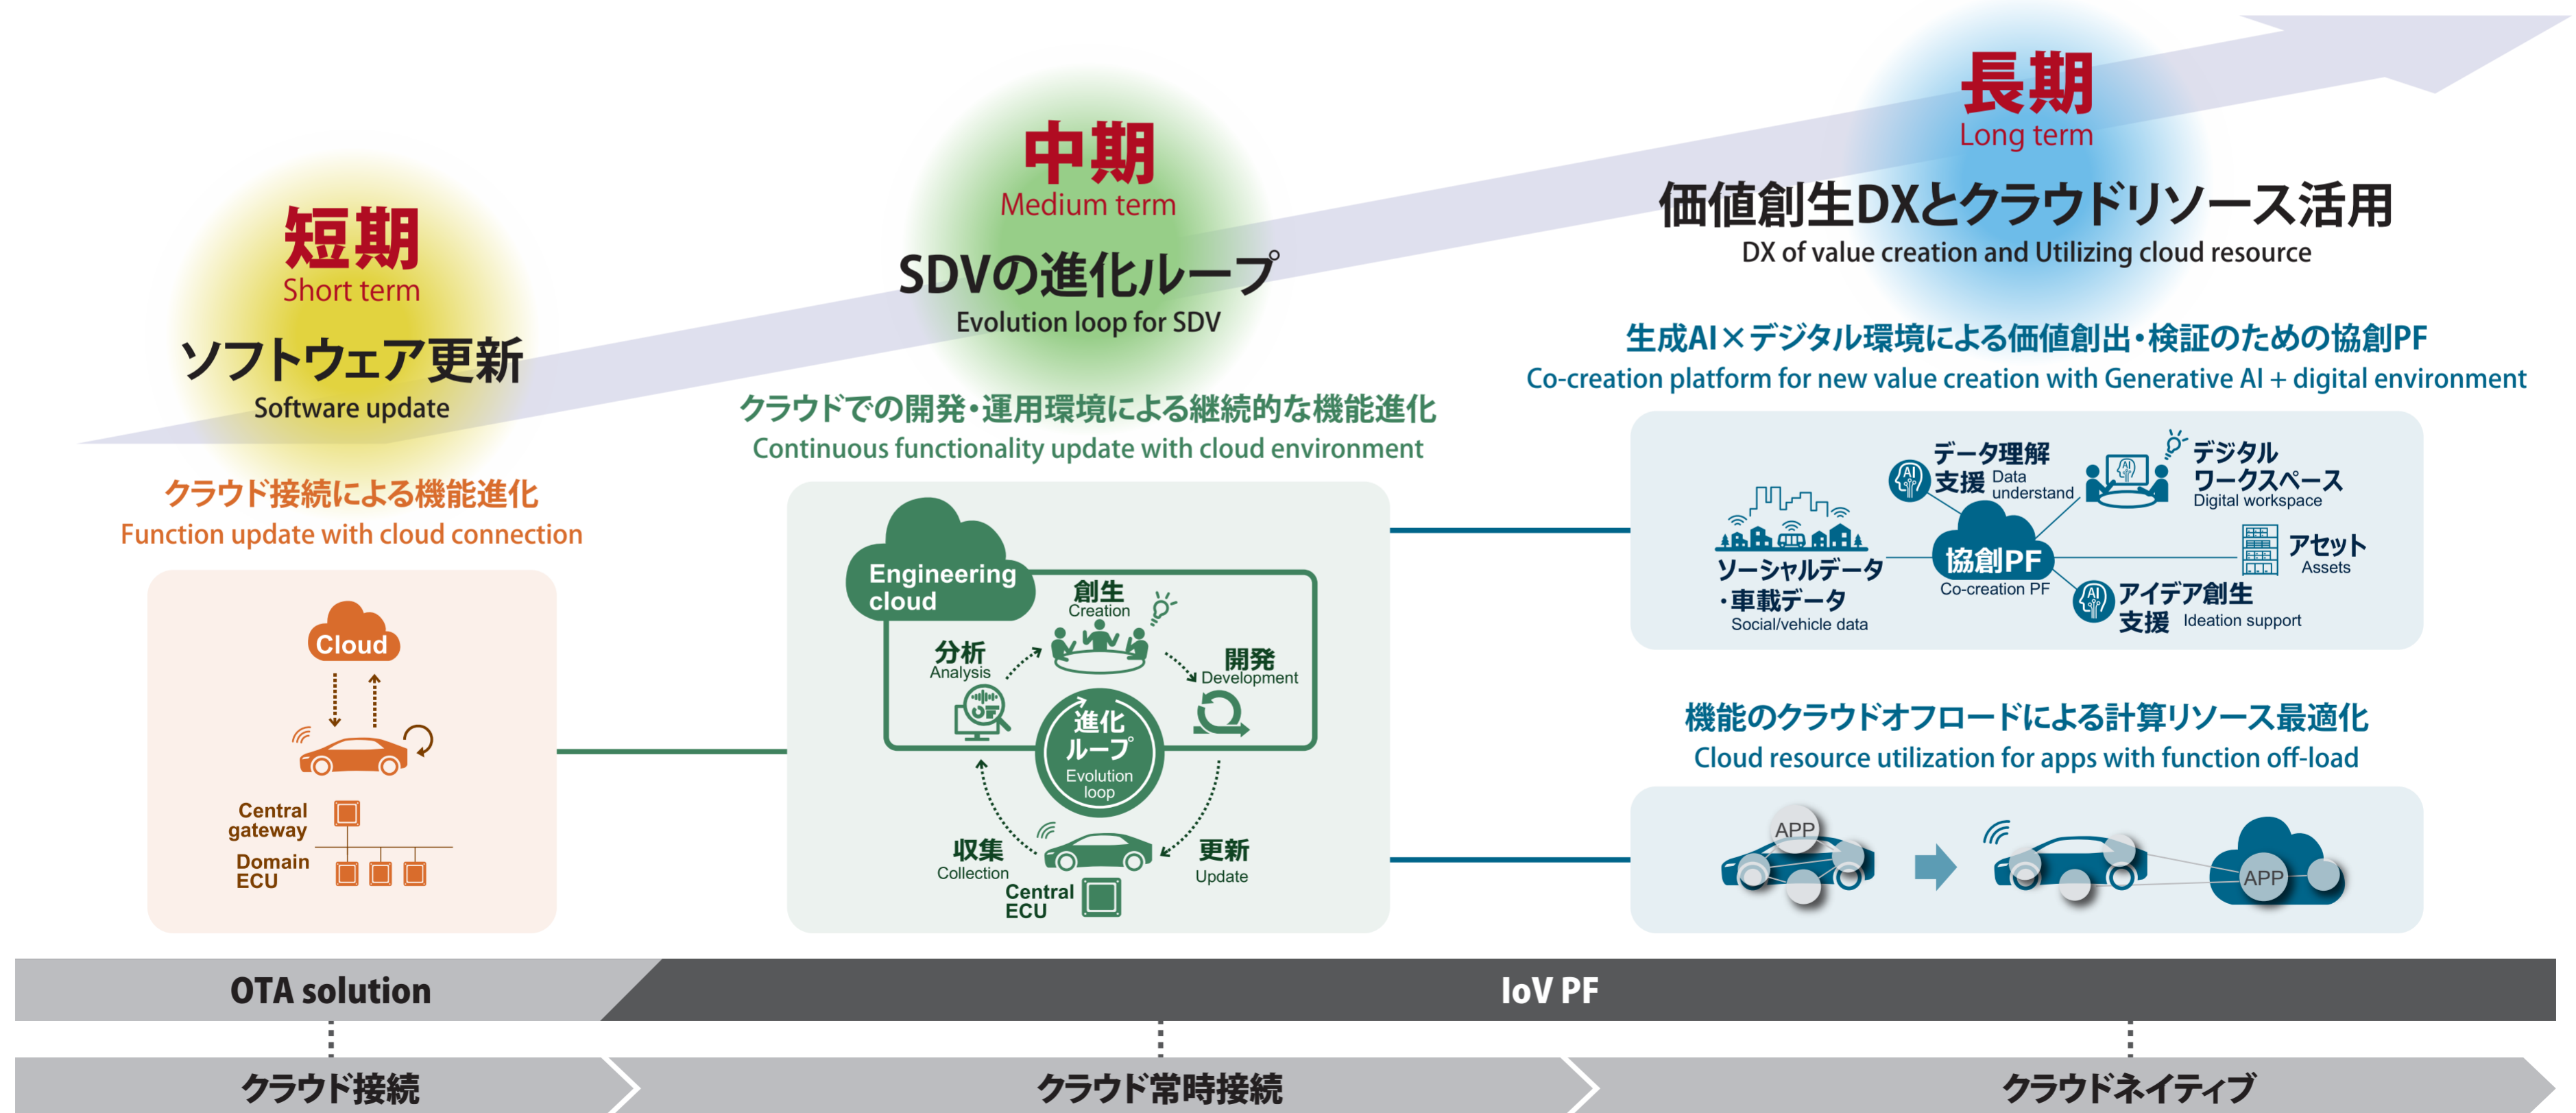 短期
Short term
ソフトウェア更新
Software update
クラウド接続による機能進化
Function update with cloud connection
Cloud
Central
gateway
Domain
ECU
中期
Medium term
SDVの進化ループ
Evolution loop for SDV
クラウドでの開発・運用環境による継続的な機能進化
Continuous functionality update with cloud environment
Engineering
cloud
創生
Creation
分析
Analysis
開発
Development
進化
ループ
Evolution
loop
収集
Collection
更新
Update
Central
ECU
長期
Long term
価値創生DXとクラウドリソース活用
DX of value creation and Utilizing cloud resource
生成AI×デジタル環境による価値創出・検証のための協創PF
Co-creation platform for new value creation with Generative AI + digital environment
AI
データ理解
支援 Data
understand
AI
デジタル
ワークスペース
Digital workspace
ソーシャルデータ
・車載データ
Social/vehicle data
協創PF
Co-creation PF
アセット
Assets
AI
アイデア創生
支援 Ideation support
機能のクラウドオフロードによる計算リソース最適化
Cloud resource utilization for apps with function off-load
APP
APP
OTA solution
IoV PF
クラウド接続
クラウド常時接続
クラウドネイティブ